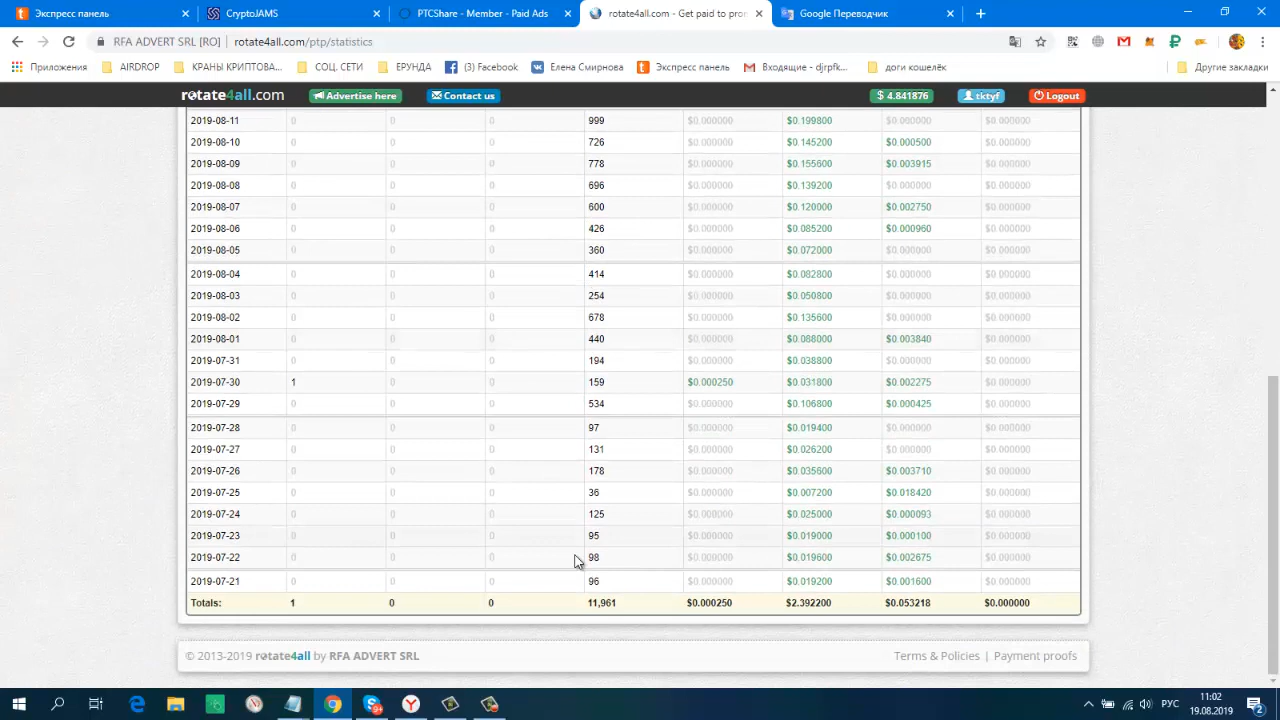 Экспресс панель CryptoJAMS PTCShare - Member - Paid Ads rotate4all.com - Get paid to pro Google Переводчик
RFA ADVERT SRL [RO] rotate4all.com/ptp/statistics
Приложения AIRDROP КРАНЫ КРИПТОВА... СОЦ. СЕТИ ЕРУНДА (3) Facebook Елена Смирнова Экспресс панель Входящие - djrpfk... доги кошелёк Другие закладки
rotate4all.com Advertise here Contact us $ 4.841876 tktyf Logout
2019-08-11 0 0 0 999 $0.000000 $0.199800 $0.000000 $0.000000
2019-08-10 0 0 0 726 $0.000000 $0.145200 $0.000500 $0.000000
2019-08-09 0 0 0 778 $0.000000 $0.155600 $0.003915 $0.000000
2019-08-08 0 0 0 696 $0.000000 $0.139200 $0.000000 $0.000000
2019-08-07 0 0 0 600 $0.000000 $0.120000 $0.002750 $0.000000
2019-08-06 0 0 0 426 $0.000000 $0.085200 $0.000960 $0.000000
2019-08-05 0 0 0 360 $0.000000 $0.072000 $0.000000 $0.000000
2019-08-04 0 0 0 414 $0.000000 $0.082800 $0.000000 $0.000000
2019-08-03 0 0 0 254 $0.000000 $0.050800 $0.000000 $0.000000
2019-08-02 0 0 0 678 $0.000000 $0.135600 $0.000000 $0.000000
2019-08-01 0 0 0 440 $0.000000 $0.088000 $0.003840 $0.000000
2019-07-31 0 0 0 194 $0.000000 $0.038800 $0.000000 $0.000000
2019-07-30 1 0 0 159 $0.000250 $0.031800 $0.002275 $0.000000
2019-07-29 0 0 0 534 $0.000000 $0.106800 $0.000425 $0.000000
2019-07-28 0 0 0 97 $0.000000 $0.019400 $0.000000 $0.000000
2019-07-27 0 0 0 131 $0.000000 $0.026200 $0.000000 $0.000000
2019-07-26 0 0 0 178 $0.000000 $0.035600 $0.003710 $0.000000
2019-07-25 0 0 0 36 $0.000000 $0.007200 $0.018420 $0.000000
2019-07-24 0 0 0 125 $0.000000 $0.025000 $0.000093 $0.000000
2019-07-23 0 0 0 95 $0.000000 $0.019000 $0.000100 $0.000000
2019-07-22 0 0 0 98 $0.000000 $0.019600 $0.002675 $0.000000
2019-07-21 0 0 0 96 $0.000000 $0.019200 $0.001600 $0.000000
Totals: 1 0 0 11,961 $0.000250 $2.392200 $0.053218 $0.000000
© 2013-2019 rotate4all by RFA ADVERT SRL Terms & Policies | Payment proofs
РУС 11:02
19.08.2019